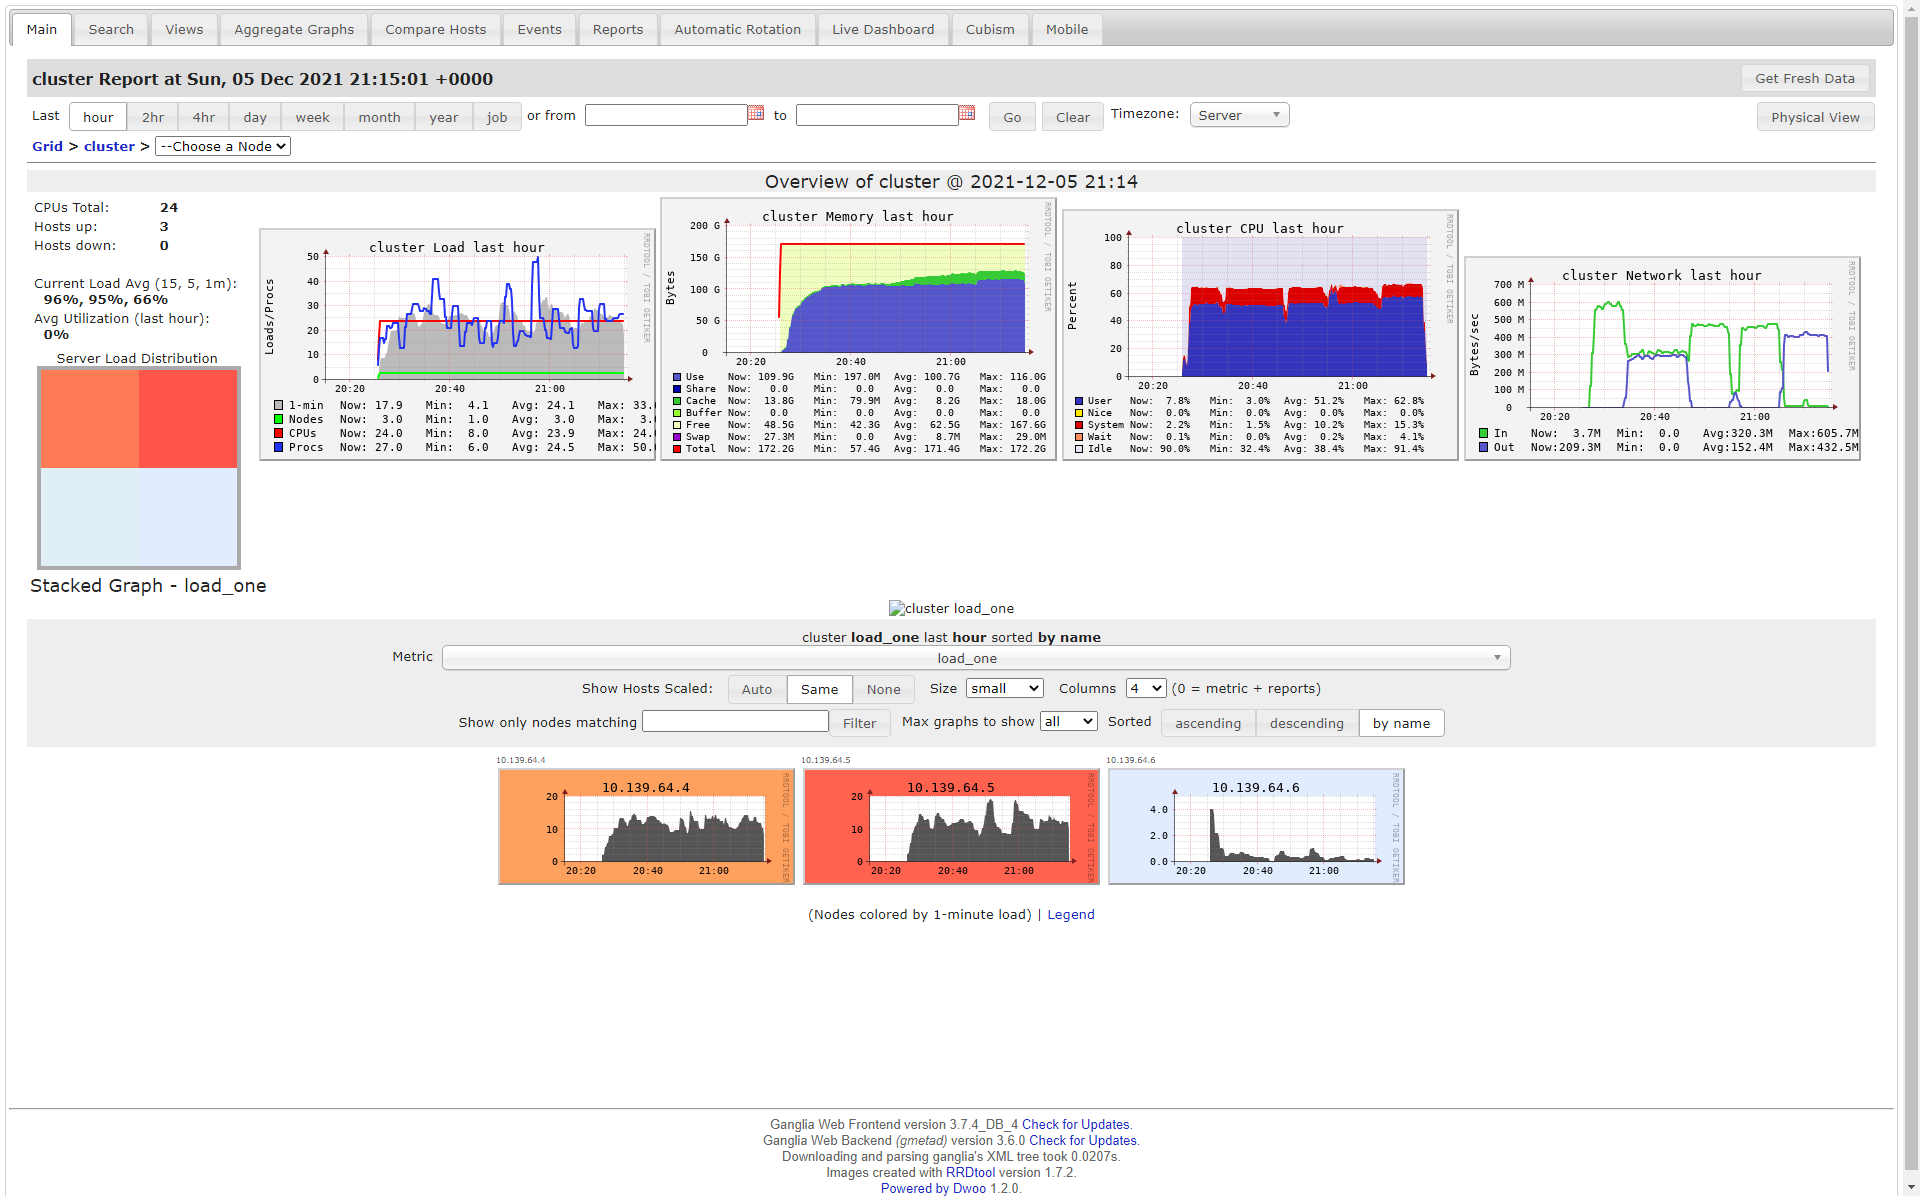 Main Search Views Aggregate Graphs Compare Hosts Events Reports Automatic Rotation Live Dashboard Cubism Mobile
cluster Report at Sun, 05 Dec 2021 21:15:01 +0000 Get Fresh Data
Last hour 2hr 4hr day week month year job or from to Go Clear Timezone: Server Physical View
Grid > cluster > --Choose a Node
Overview of cluster @ 2021-12-05 21:14
CPUs Total: 24
Hosts up: 3
Hosts down: 0
Current Load Avg (15, 5, 1m):
96%, 95%, 66%
Avg Utilization (last hour):
0%
Server Load Distribution
cluster Load last hour
RRDTOOL / TOBI OETIKER
Loads/Procs
50
40
30
20
10
0
20:20 20:40 21:00
1-min Now: 17.9 Min: 4.1 Avg: 24.1 Max: 33.
Nodes Now: 3.0 Min: 1.0 Avg: 3.0 Max: 3.
CPUs Now: 24.0 Min: 8.0 Avg: 23.9 Max: 24.
Procs Now: 27.0 Min: 6.0 Avg: 24.5 Max: 50.
cluster Memory last hour
RRDTOOL / TOBI OETIKER
Bytes
200 G
150 G
100 G
50 G
0
20:20 20:40 21:00
Use Now: 109.9G Min: 197.0M Avg: 100.7G Max: 116.0G
Share Now: 0.0 Min: 0.0 Avg: 0.0 Max: 0.0
Cache Now: 13.8G Min: 79.9M Avg: 8.2G Max: 18.0G
Buffer Now: 0.0 Min: 0.0 Avg: 0.0 Max: 0.0
Free Now: 48.5G Min: 42.3G Avg: 62.5G Max: 167.6G
Swap Now: 27.3M Min: 0.0 Avg: 8.7M Max: 29.0M
Total Now: 172.2G Min: 57.4G Avg: 171.4G Max: 172.2G
cluster CPU last hour
RRDTOOL / TOBI OETIKER
Percent
100
80
60
40
20
0
20:20 20:40 21:00
User Now: 7.8% Min: 3.0% Avg: 51.2% Max: 62.8%
Nice Now: 0.0% Min: 0.0% Avg: 0.0% Max: 0.0%
System Now: 2.2% Min: 1.5% Avg: 10.2% Max: 15.3%
Wait Now: 0.1% Min: 0.0% Avg: 0.2% Max: 4.1%
Idle Now: 90.0% Min: 32.4% Avg: 38.4% Max: 91.4%
cluster Network last hour
RRDTOOL / TOBI OETIKER
Bytes/sec
700 M
600 M
500 M
400 M
300 M
200 M
100 M
0
20:20 20:40 21:00
In Now: 3.7M Min: 0.0 Avg:320.3M Max:605.7M
Out Now:209.3M Min: 0.0 Avg:152.4M Max:432.5M
Stacked Graph - load_one
cluster load_one
cluster load_one last hour sorted by name
Metric load_one
Show Hosts Scaled: Auto Same None Size small Columns 4 (0 = metric + reports)
Show only nodes matching Filter Max graphs to show all Sorted ascending descending by name
10.139.64.4
10.139.64.4
RRDTOOL / TOBI OETIKER
20
10
0
20:20 20:40 21:00
10.139.64.5
10.139.64.5
RRDTOOL / TOBI OETIKER
20
10
0
20:20 20:40 21:00
10.139.64.6
10.139.64.6
RRDTOOL / TOBI OETIKER
4.0
2.0
0.0
20:20 20:40 21:00
(Nodes colored by 1-minute load) | Legend
Ganglia Web Frontend version 3.7.4_DB_4 Check for Updates.
Ganglia Web Backend (gmetad) version 3.6.0 Check for Updates.
Downloading and parsing ganglia's XML tree took 0.0207s.
Images created with RRDtool version 1.7.2.
Powered by Dwoo 1.2.0.